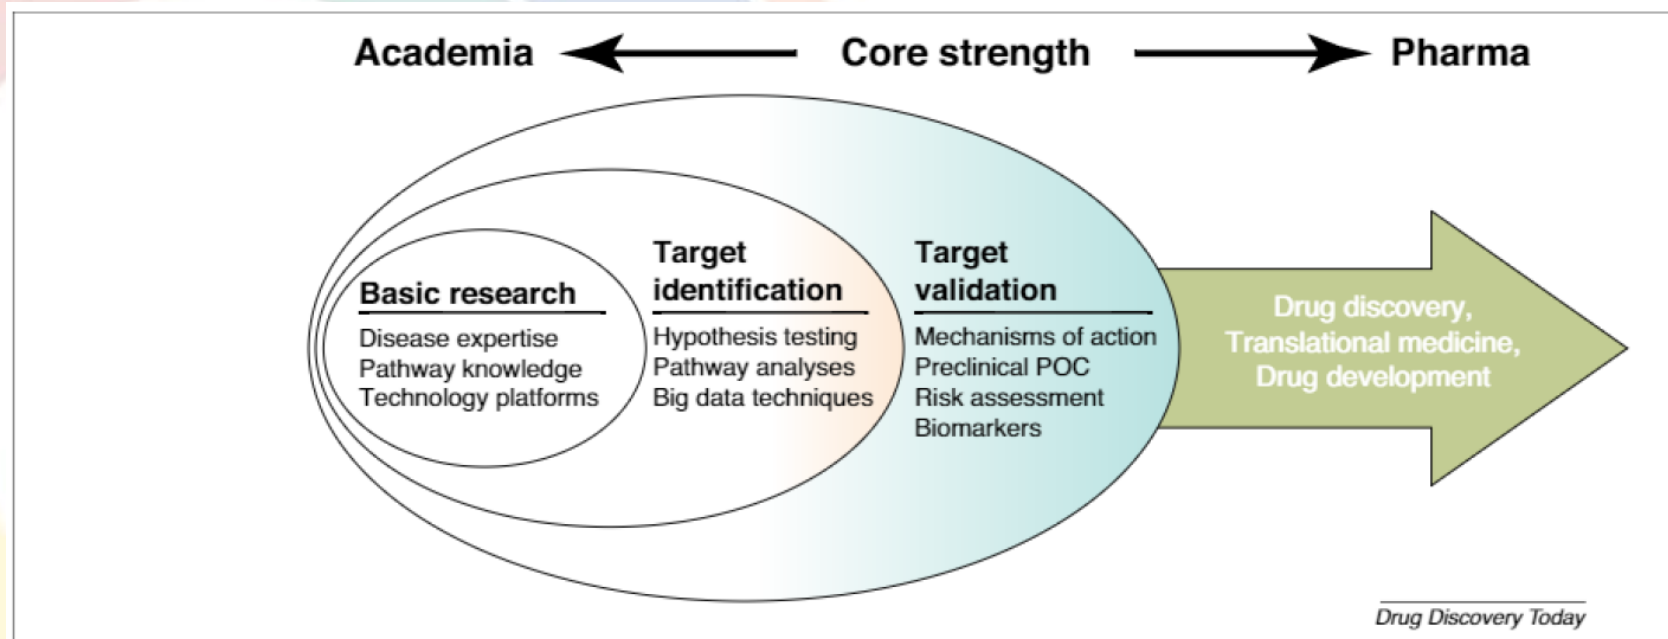 Academia Core strength Pharma
Basic research
Disease expertise
Pathway knowledge
Technology platforms
Target
identification
Hypothesis testing
Pathway analyses
Big data techniques
Target
validation
Mechanisms of action
Preclinical POC
Risk assessment
Biomarkers
Drug discovery,
Translational medicine,
Drug development
Drug Discovery Today